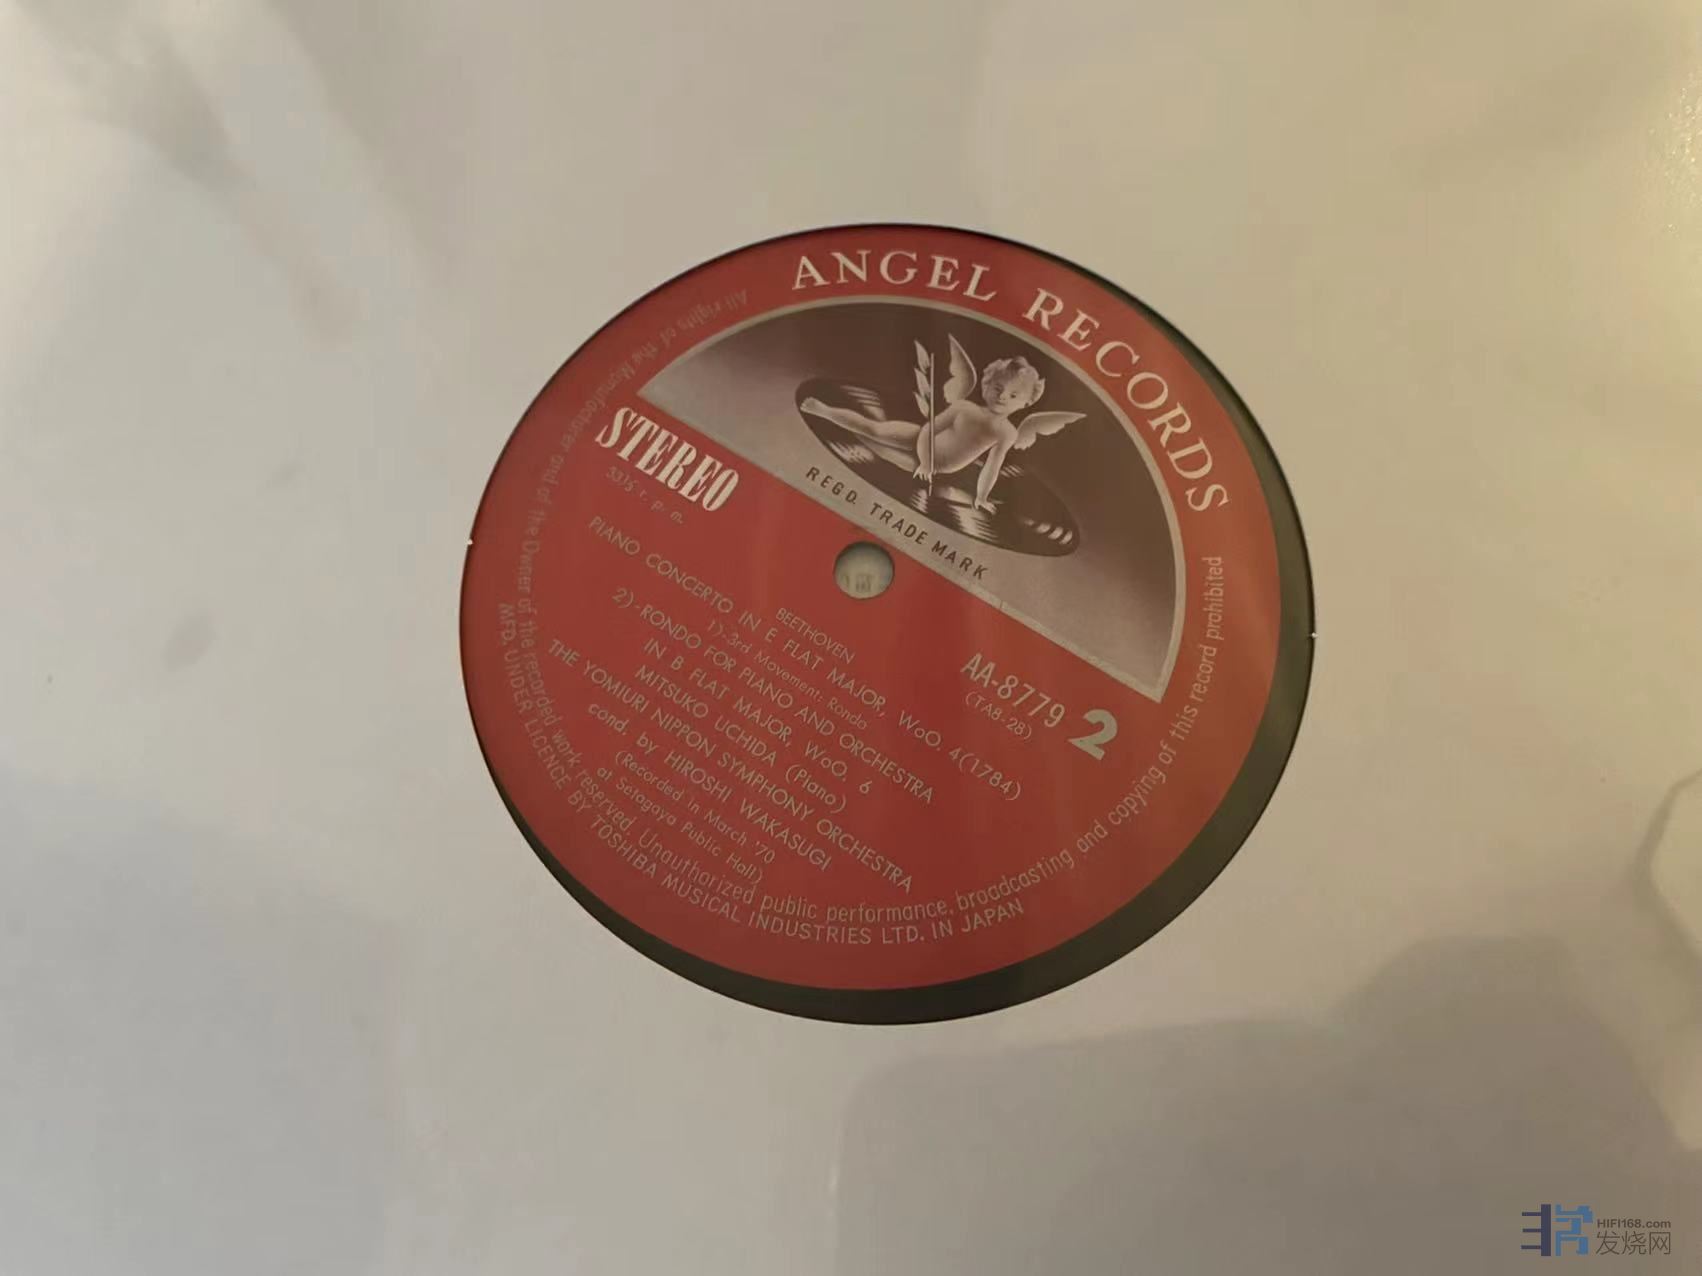 ANGEL RECORDS
REGD. TRADE MARK
STEREO
33⅓ r. p. m.
AA-8779
(TA8-28)
2
BEETHOVEN
PIANO CONCERTO IN E FLAT MAJOR, WoO. 4(1784)
1)-3rd Movement: Rondo
2)-RONDO FOR PIANO AND ORCHESTRA
IN B FLAT MAJOR, WoO. 6
MITSUKO UCHIDA (Piano)
THE YOMIURI NIPPON SYMPHONY ORCHESTRA
cond. by HIROSHI WAKASUGI
(Recorded in March '70
at Setagaya Public Hall)
All rights of the Manufacturer and of the Owner of the recorded work reserved. Unauthorized public performance, broadcasting and copying of this record prohibited
MFD. UNDER LICENCE BY TOSHIBA MUSICAL INDUSTRIES LTD. IN JAPAN
HIFI168.com
发烧网